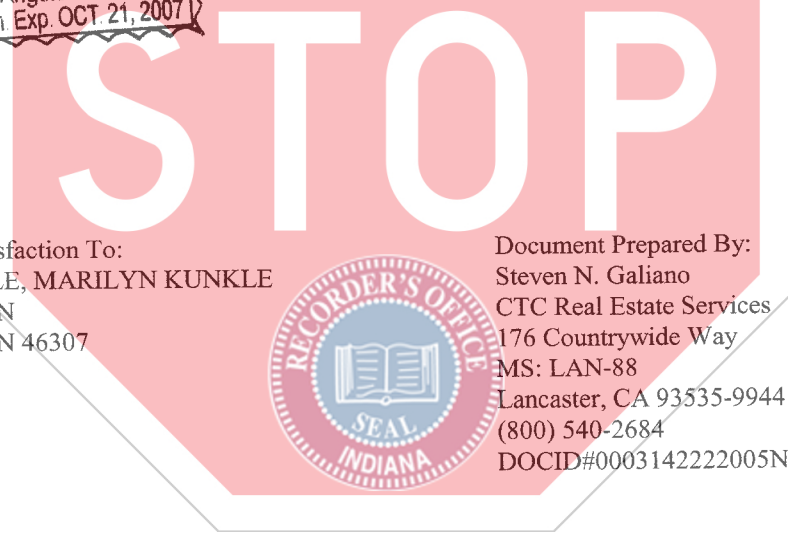 Exp. OCT. 21, 2007
STOP
sfaction To:
E, MARILYN KUNKLE
N
N 46307
RECORDER'S OFFICE
SEAL
INDIANA
Document Prepared By:
Steven N. Galiano
CTC Real Estate Services
176 Countrywide Way
MS: LAN-88
Lancaster, CA 93535-9944
(800) 540-2684
DOCID#0003142222005N